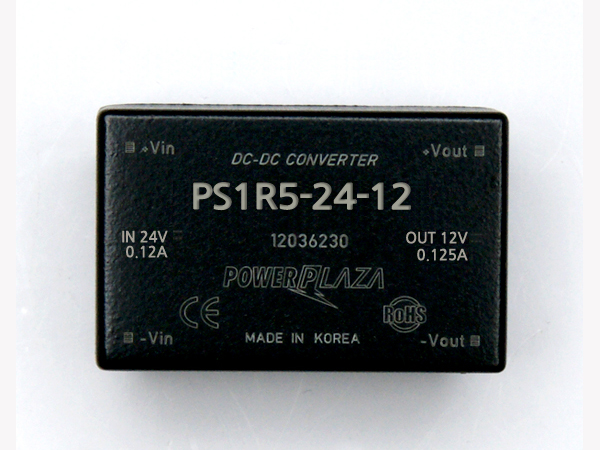 +Vin
DC-DC CONVERTER
+Vout
PS1R5-24-12
IN 24V
0.12A
12036230
OUT 12V
0.125A
POWERPLAZA
CE
RoHS
-Vin
MADE IN KOREA
-Vout